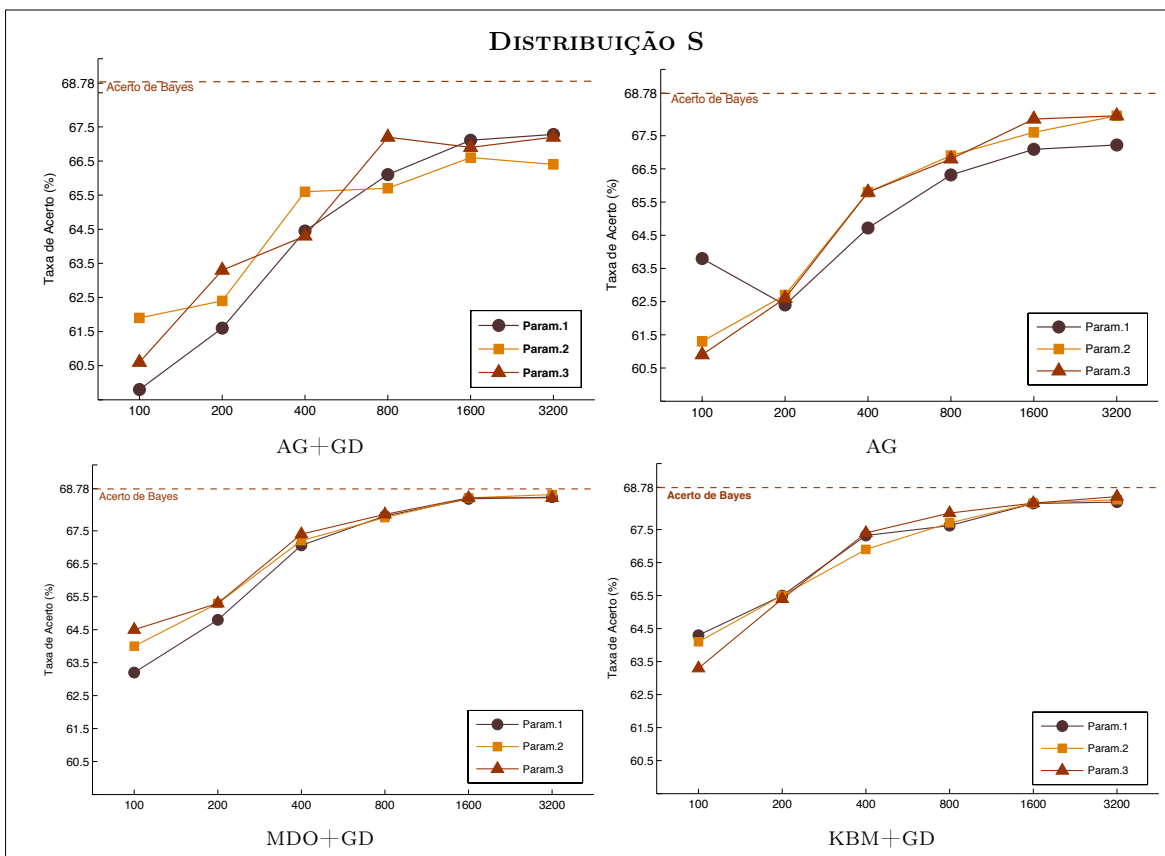 DISTRIBUIÇÃO S
68.78
67.5
66.5
65.5
64.5
63.5
62.5
61.5
60.5
Taxa de Acerto (%)
Acerto de Bayes
Param.1
Param.2
Param.3
100 200 400 800 1600 3200
AG+GD
68.78
67.5
66.5
65.5
64.5
63.5
62.5
61.5
60.5
Taxa de Acerto (%)
Acerto de Bayes
Param.1
Param.2
Param.3
100 200 400 800 1600 3200
AG
68.78
67.5
66.5
65.5
64.5
63.5
62.5
61.5
60.5
Taxa de Acerto (%)
Acerto de Bayes
Param.1
Param.2
Param.3
100 200 400 800 1600 3200
MDO+GD
68.78
67.5
66.5
65.5
64.5
63.5
62.5
61.5
60.5
Taxa de Acerto (%)
Acerto de Bayes
Param.1
Param.2
Param.3
100 200 400 800 1600 3200
KBM+GD